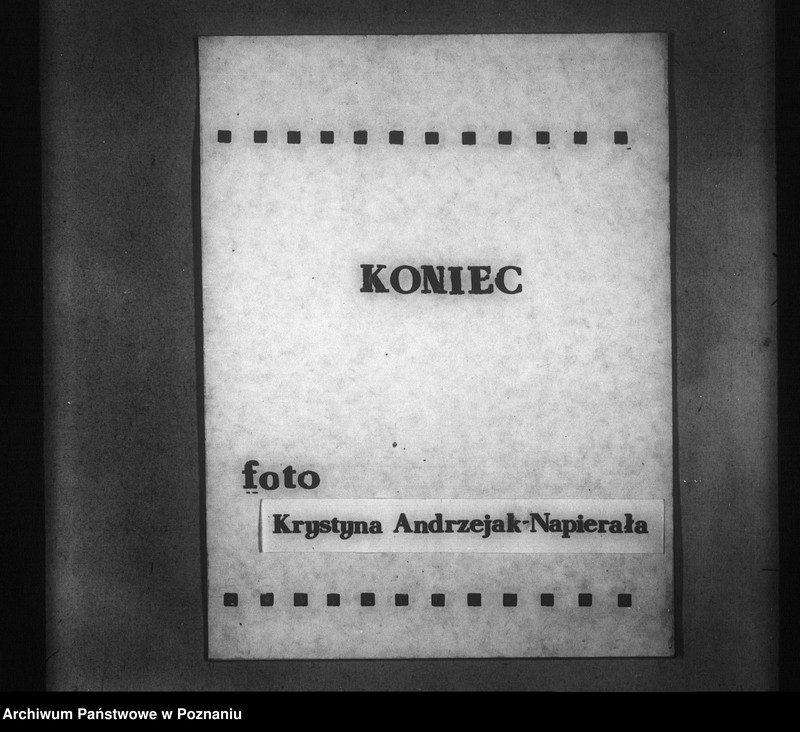 KONIEC
foto
Krystyna Andrzejak-Napierała
Archiwum Państwowe w Poznaniu